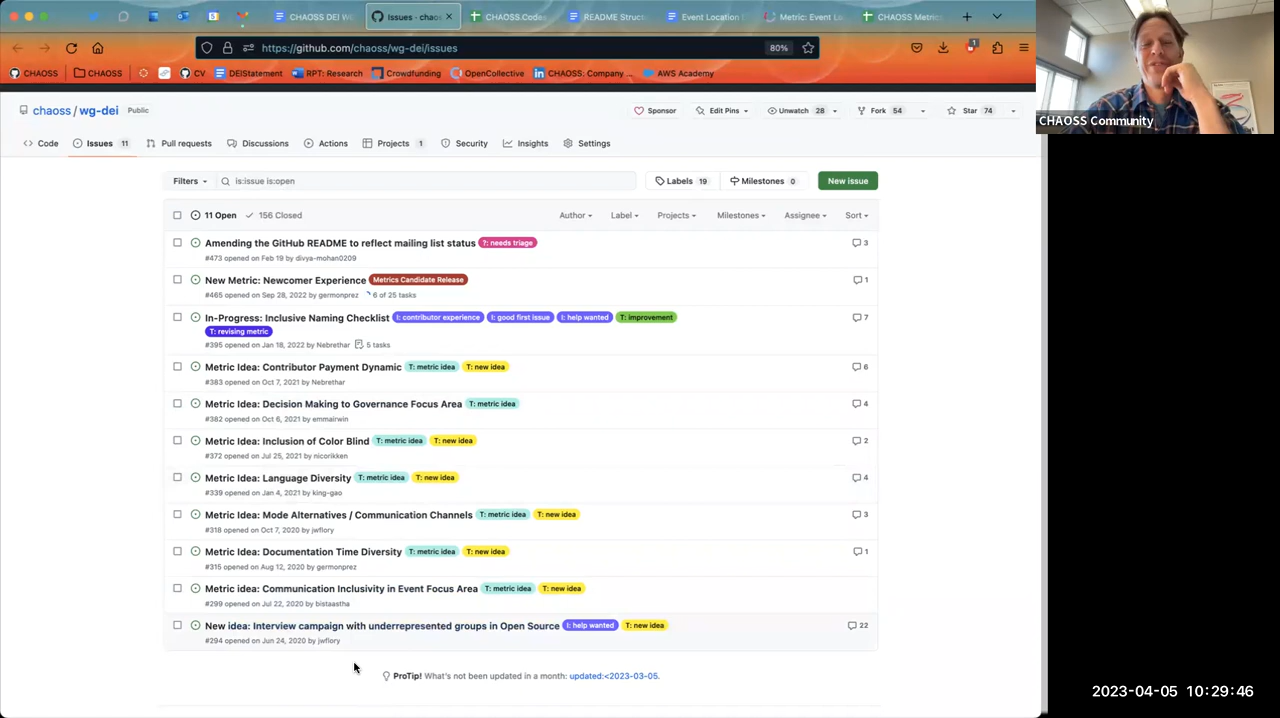 CHAOSS DEI W
Issues · chao
CHAOSS.Codes
README Struct
Event Location
Metric: Event Lo
CHAOSS Metric
https://github.com/chaoss/wg-dei/issues
80%
CHAOSS
CHAOSS
CV
DEIStatement
RPT: Research
Crowdfunding
OpenCollective
CHAOSS: Company ...
AWS Academy
CHAOSS Community
chaoss / wg-dei Public
Sponsor
Edit Pins
Unwatch 28
Fork 54
Star 74
Code
Issues 11
Pull requests
Discussions
Actions
Projects 1
Security
Insights
Settings
Filters
is:issue is:open
Labels 19
Milestones 0
New issue
11 Open
156 Closed
Author
Label
Projects
Milestones
Assignee
Sort
Amending the GitHub README to reflect mailing list status ?: needs triage 3
#473 opened on Feb 19 by divya-mohan0209
New Metric: Newcomer Experience Metrics Candidate Release 1
#465 opened on Sep 28, 2022 by germonprez 6 of 25 tasks
In-Progress: Inclusive Naming Checklist I: contributor experience I: good first issue I: help wanted T: improvement 7
T: revising metric
#395 opened on Jan 18, 2022 by Nebrethar 5 tasks
Metric Idea: Contributor Payment Dynamic T: metric idea T: new idea 6
#383 opened on Oct 7, 2021 by Nebrethar
Metric Idea: Decision Making to Governance Focus Area T: metric idea 4
#382 opened on Oct 6, 2021 by emmairwin
Metric Idea: Inclusion of Color Blind T: metric idea T: new idea 2
#372 opened on Jul 25, 2021 by nicorikken
Metric Idea: Language Diversity T: metric idea T: new idea 4
#339 opened on Jan 4, 2021 by king-gao
Metric Idea: Mode Alternatives / Communication Channels T: metric idea T: new idea 3
#318 opened on Oct 7, 2020 by jwflory
Metric Idea: Documentation Time Diversity T: metric idea T: new idea 1
#315 opened on Aug 12, 2020 by germonprez
Metric idea: Communication Inclusivity in Event Focus Area T: metric idea T: new idea
#299 opened on Jul 22, 2020 by bistaastha
New idea: Interview campaign with underrepresented groups in Open Source I: help wanted T: new idea 22
#294 opened on Jun 24, 2020 by jwflory
ProTip! What's not been updated in a month: updated:<2023-03-05.
2023-04-05 10:29:46